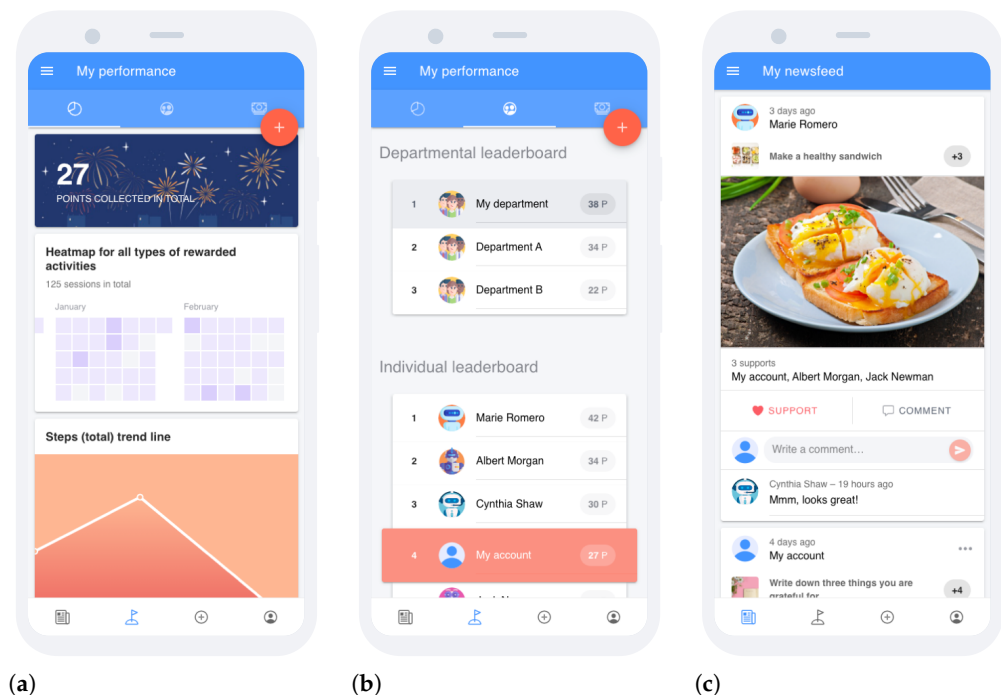 My performance
+
27
POINTS COLLECTED IN TOTAL
Heatmap for all types of rewarded
activities
125 sessions in total
January February
Steps (total) trend line
(a)
My performance
+
Departmental leaderboard
1 My department 38 P
2 Department A 34 P
3 Department B 22 P
Individual leaderboard
1 Marie Romero 42 P
2 Albert Morgan 34 P
3 Cynthia Shaw 30 P
4 My account 27 P
(b)
My newsfeed
3 days ago
Marie Romero
Make a healthy sandwich +3
3 supports
My account, Albert Morgan, Jack Newman
SUPPORT COMMENT
Write a comment...
Cynthia Shaw – 19 hours ago
Mmm, looks great!
4 days ago
My account
Write down three things you are
grateful for +4
(c)